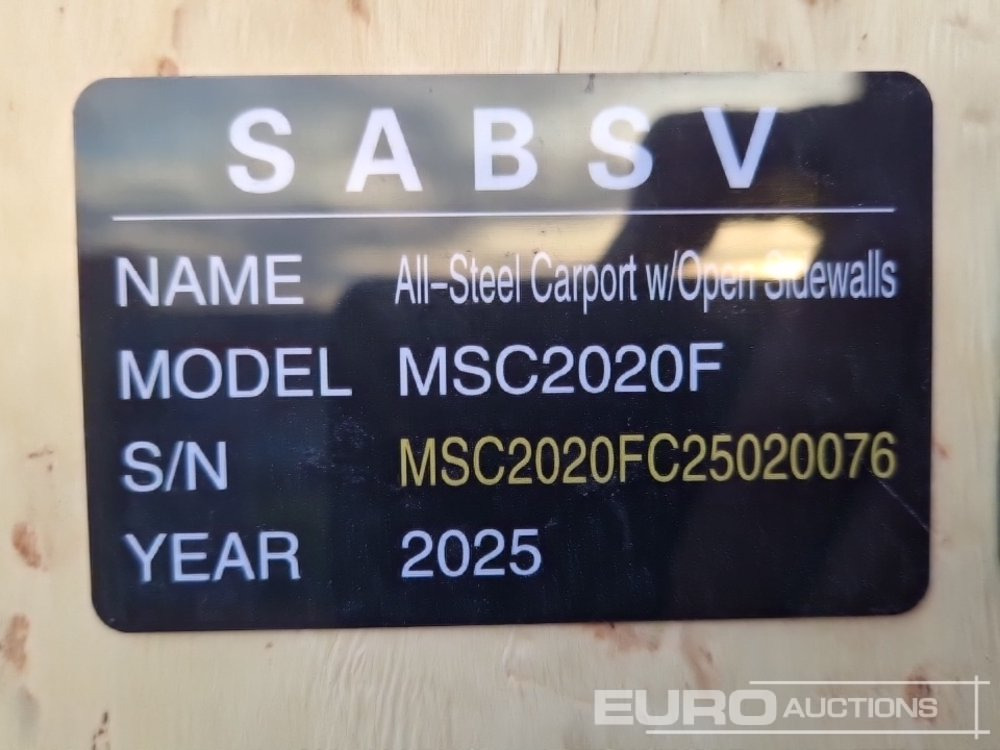 SABSV
NAME All-Steel Carport w/Open Sidewalls
MODEL MSC2020F
S/N MSC2020FC25020076
YEAR 2025
EURO AUCTIONS